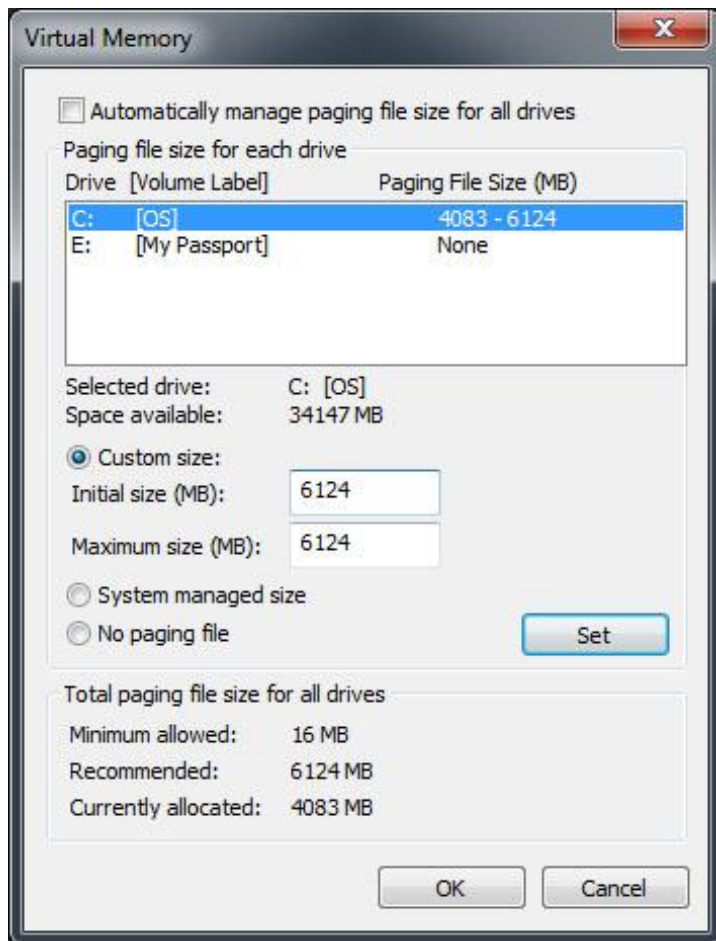 Virtual Memory
Automatically manage paging file size for all drives
Paging file size for each drive
Drive [Volume Label] Paging File Size (MB)
C: [OS] 4083 - 6124
E: [My Passport] None
Selected drive: C: [OS]
Space available: 34147 MB
Custom size:
Initial size (MB): 6124
Maximum size (MB): 6124
System managed size
No paging file Set
Total paging file size for all drives
Minimum allowed: 16 MB
Recommended: 6124 MB
Currently allocated: 4083 MB
OK Cancel